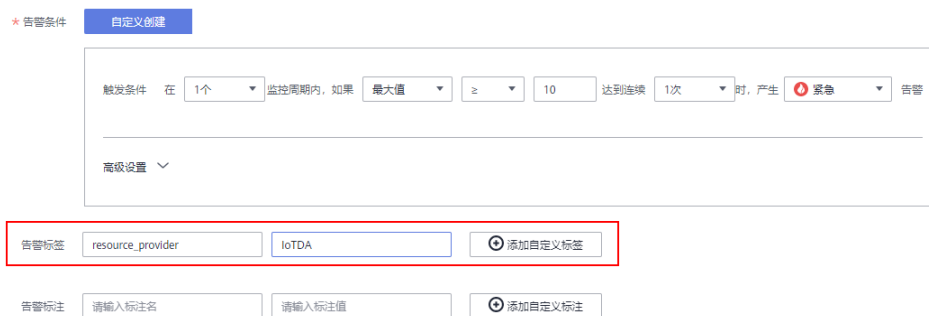 * 告警条件 自定义创建
触发条件 在 1个 监控周期内，如果 最大值 ≥ 10 达到连续 1次 时，产生 紧急 告警
高级设置
告警标签 resource_provider IoTDA 添加自定义标签
告警标注 请输入标注名 请输入标注值 添加自定义标注